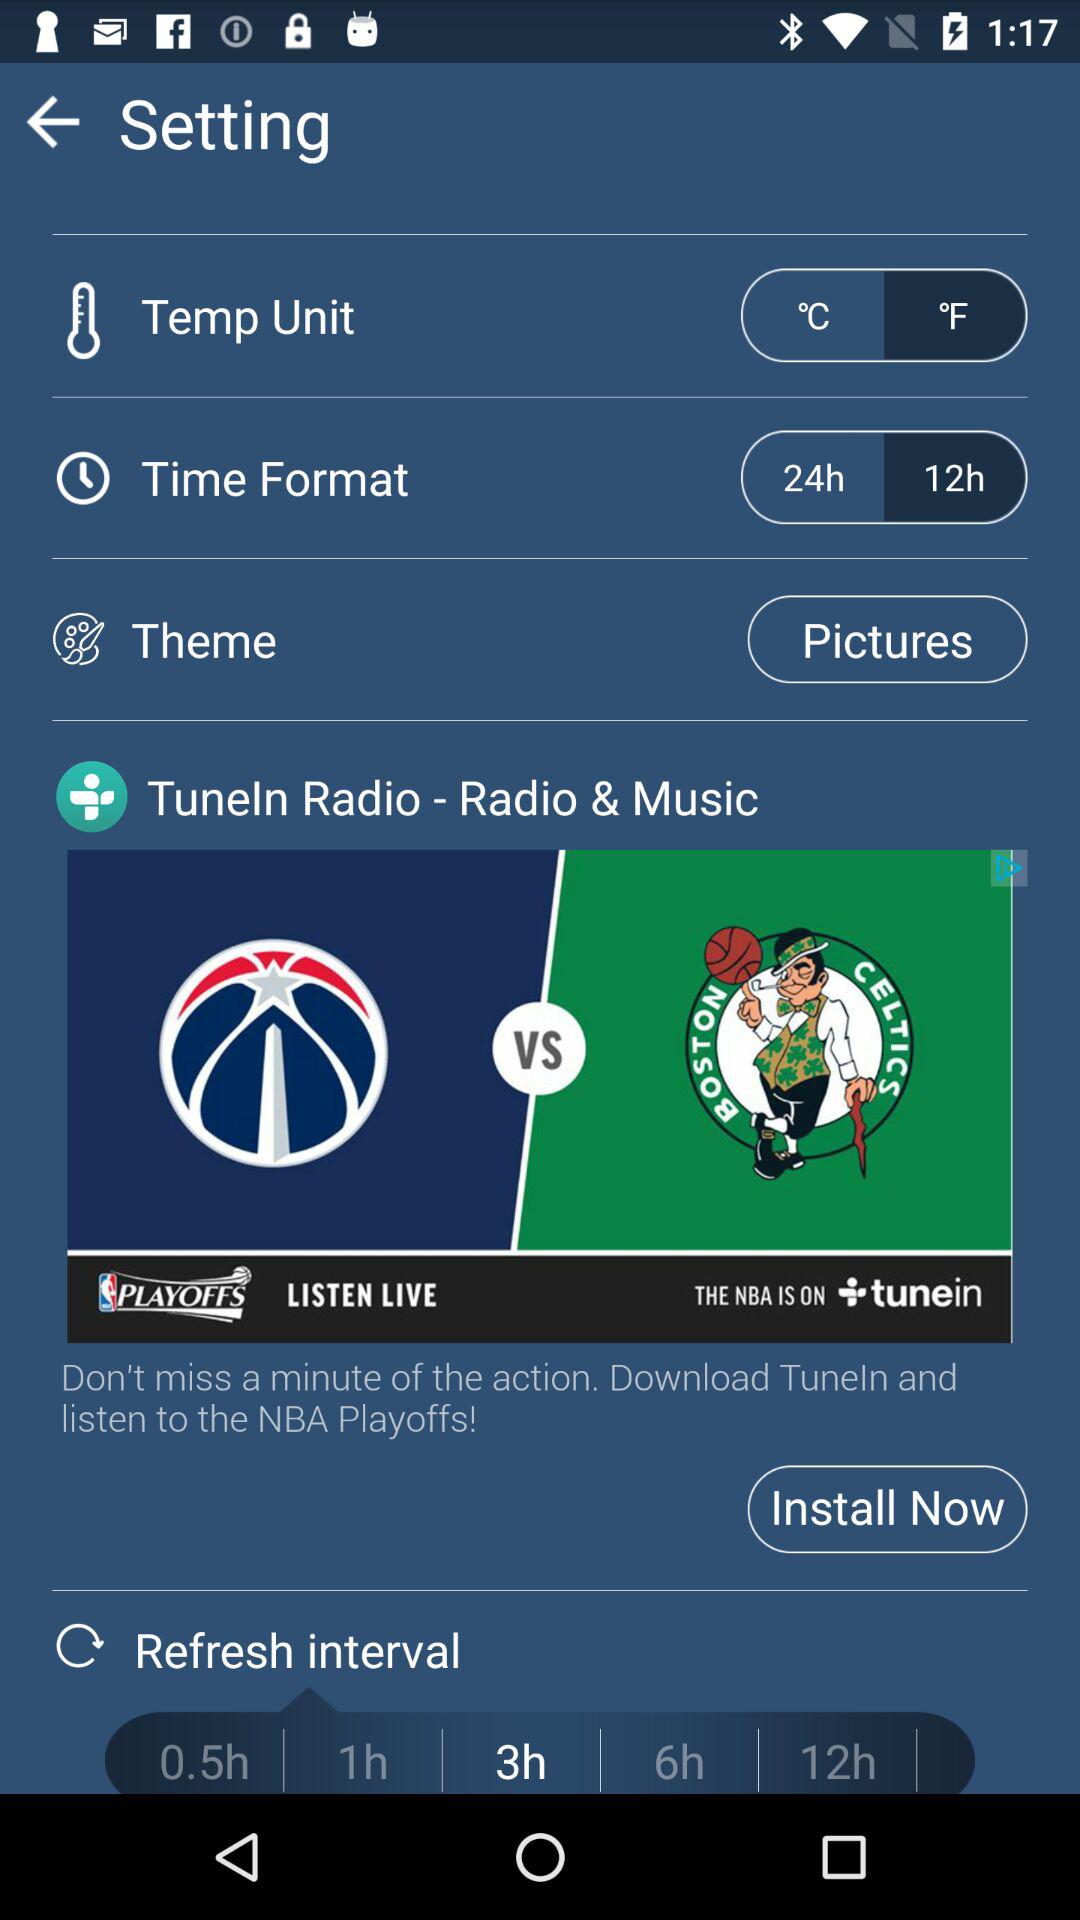 1:17
Setting
Temp Unit
°C
°F
Time Format
24h
12h
Theme
Pictures
TuneIn Radio - Radio & Music
VS
BOSTON CELTICS
PLAYOFFS
LISTEN LIVE
THE NBA IS ON
tunein
Don't miss a minute of the action. Download TuneIn and
listen to the NBA Playoffs!
Install Now
Refresh interval
0.5h
1h
3h
6h
12h